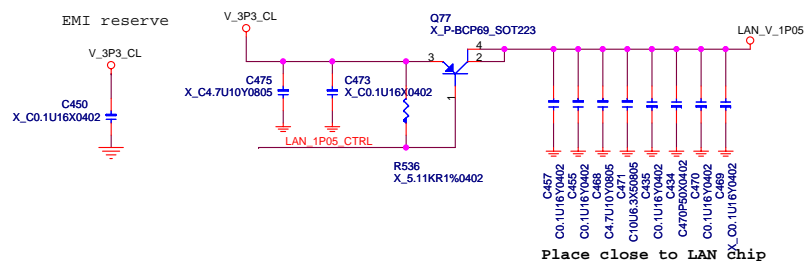 EMI reserve
V_3P3_CL
C450
X_C0.1U16X0402
V_3P3_CL
Q77
X_P-BCP69_SOT223
LAN_V_1P05
3
4
2
1
C475
X_C4.7U10Y0805
C473
X_C0.1U16X0402
LAN_1P05_CTRL
R536
X_5.11KR1%0402
C457
C0.1U16Y0402
C455
C0.1U16Y0402
C468
C4.7U10Y0805
C471
C10U6.3X50805
C435
C0.1U16Y0402
C434
C470P50X0402
C470
C0.1U16Y0402
C469
X_C0.1U16Y0402
Place close to LAN chip